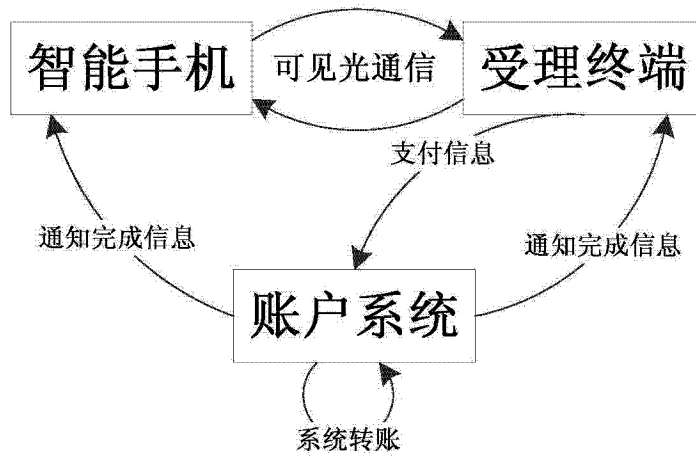 智能手机
可见光通信
受理终端
支付信息
通知完成信息
通知完成信息
账户系统
系统转账